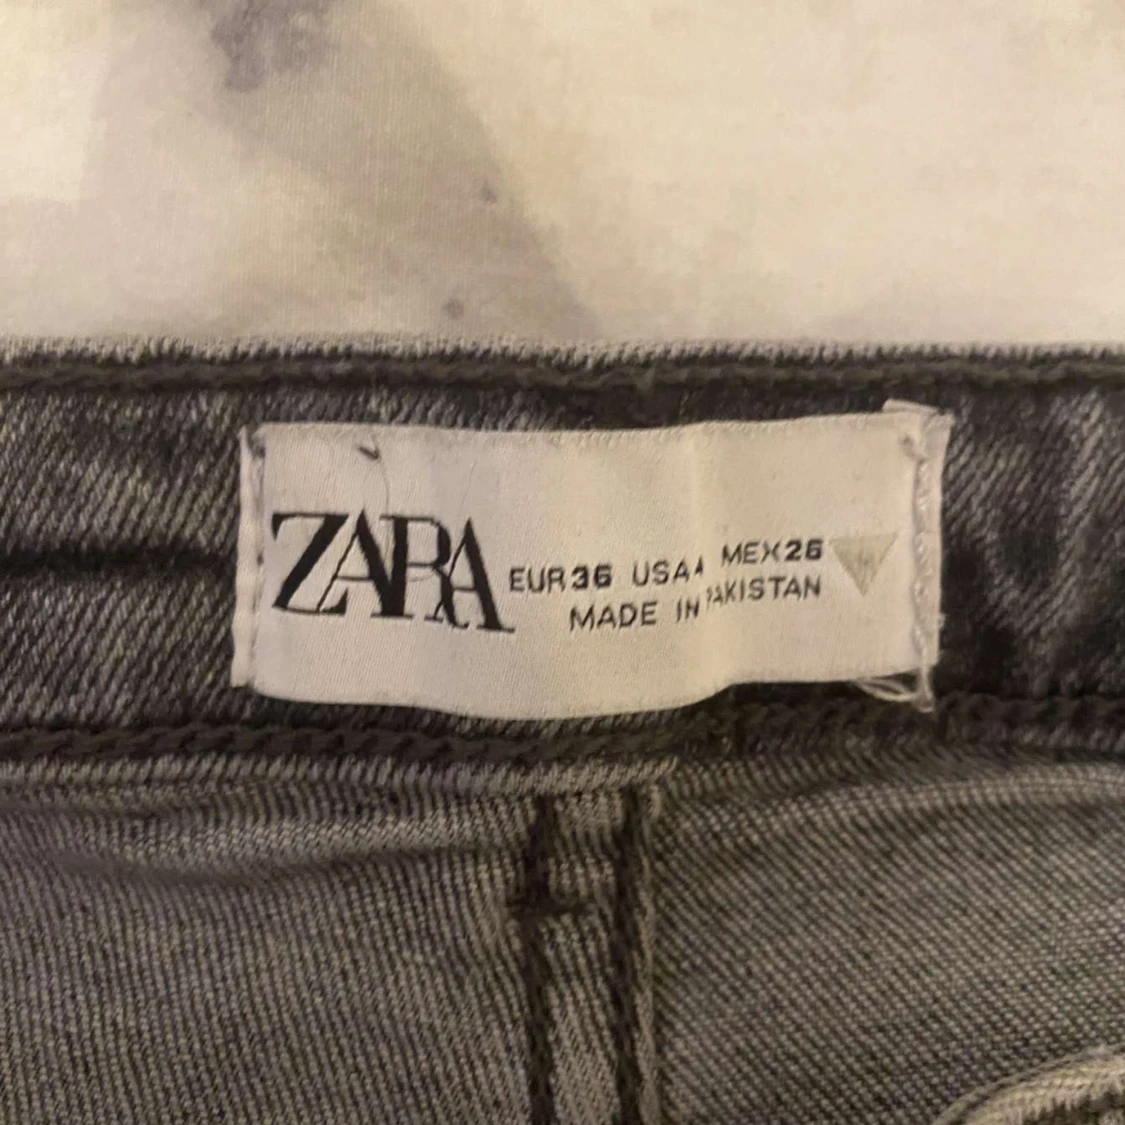 ZARA
EUR 36 USA 4 MEX 26
MADE IN PAKISTAN